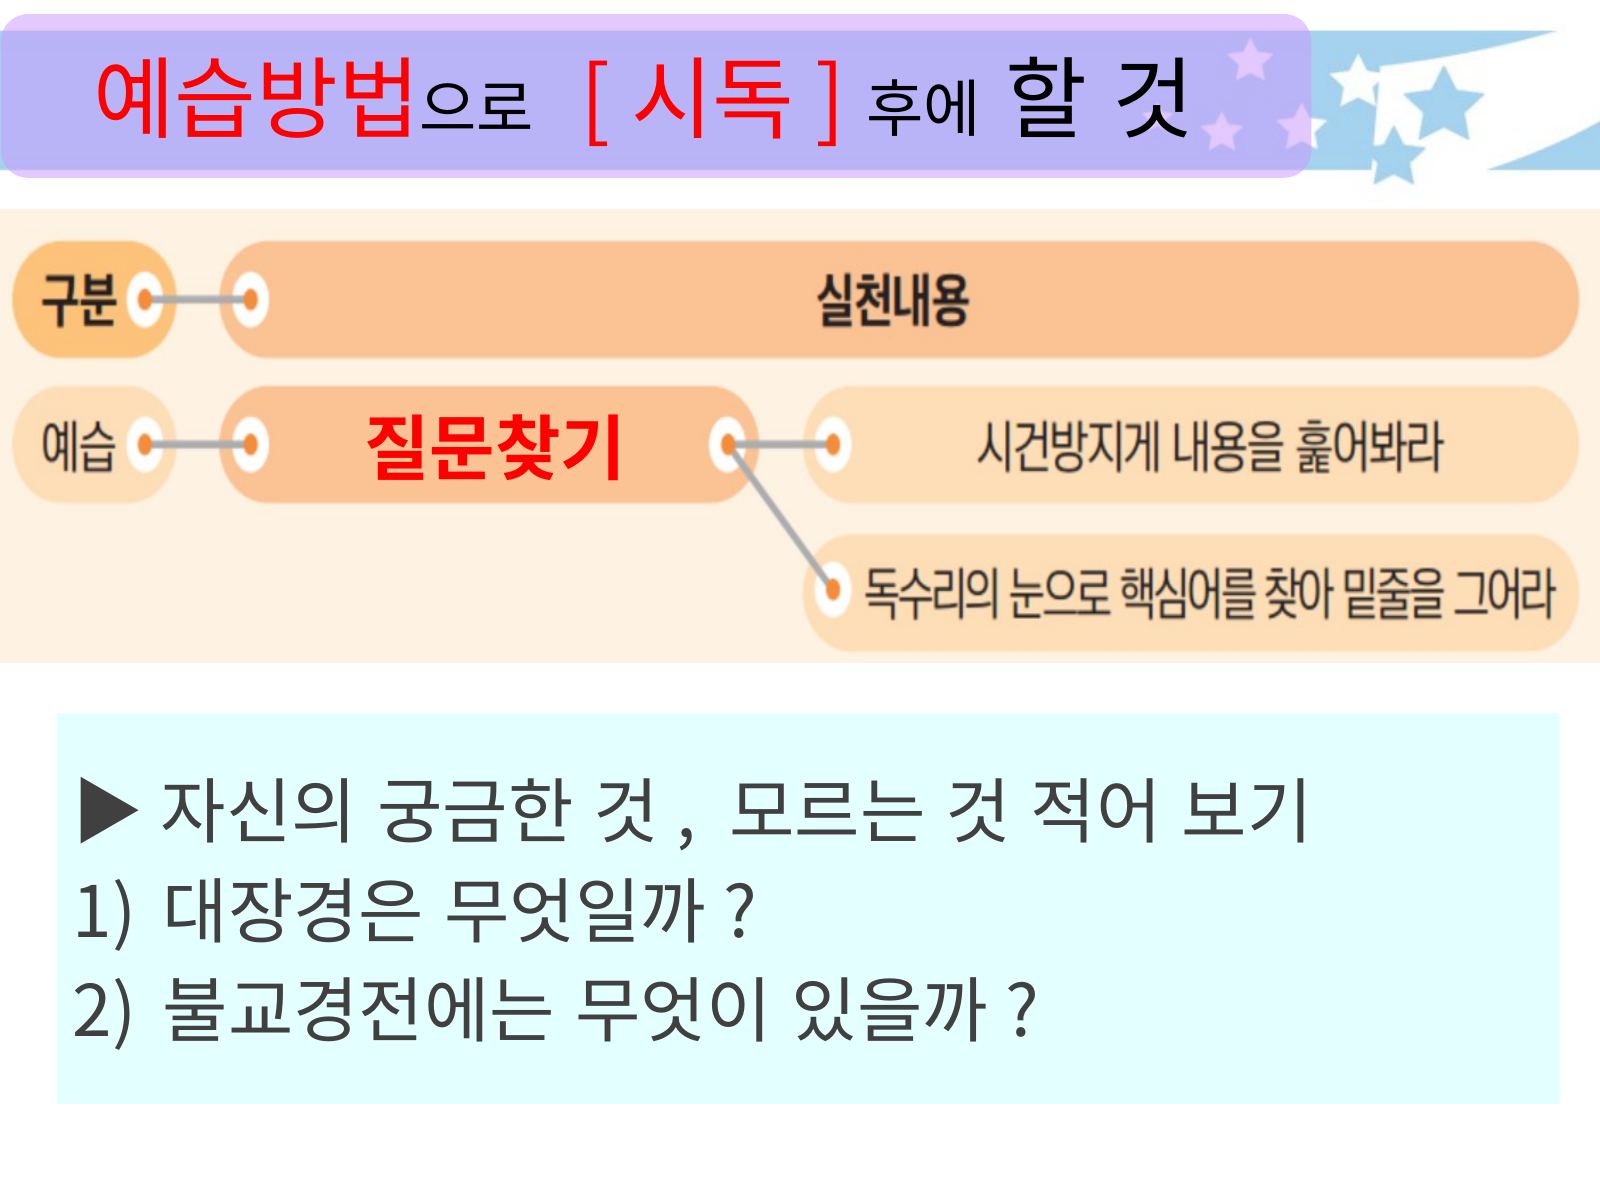 예습방법으로 [ 시독 ] 후에 할 것
구분 실천내용
예습 질문찾기 시건방지게 내용을 훑어봐라
독수리의 눈으로 핵심어를 찾아 밑줄을 그어라
▶ 자신의 궁금한 것 , 모르는 것 적어 보기
1) 대장경은 무엇일까 ?
2) 불교경전에는 무엇이 있을까 ?